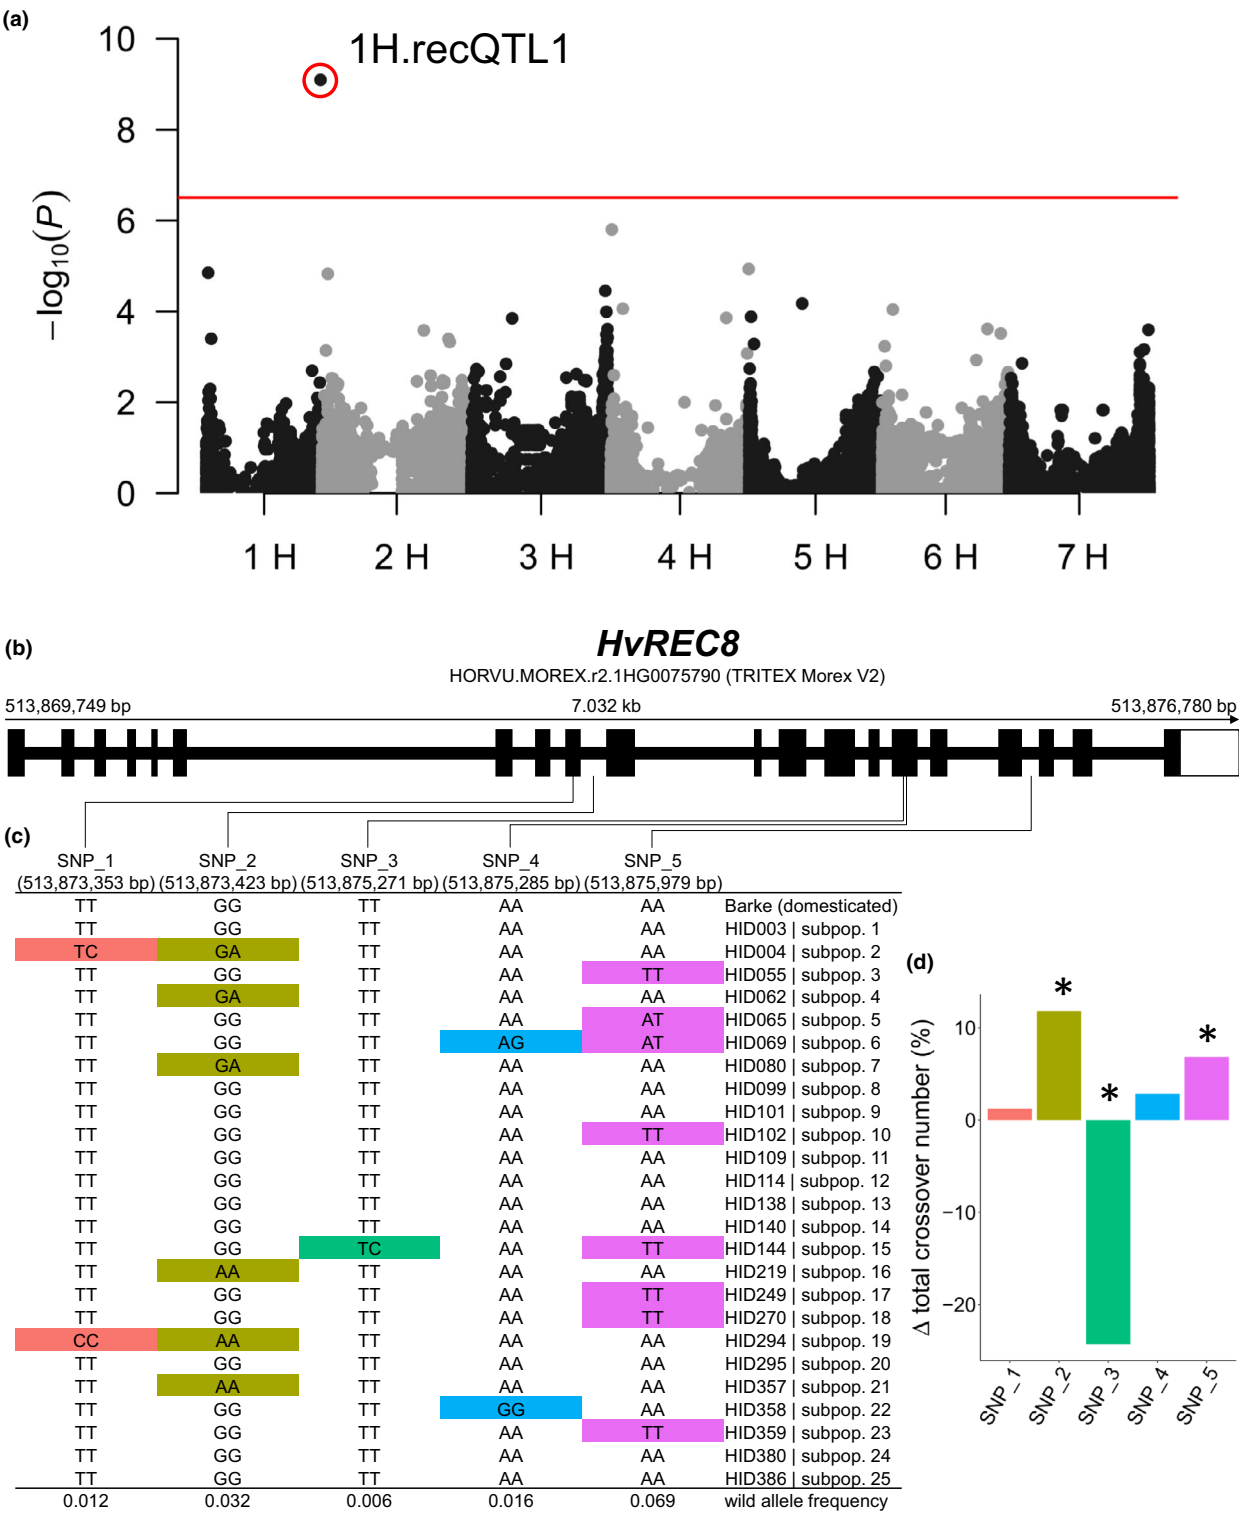 (a)
1H.recQTL1
10
8
6
4
2
0
−log10(P)
1 H 2 H 3 H 4 H 5 H 6 H 7 H
(b)
HvREC8
HORVU.MOREX.r2.1HG0075790 (TRITEX Morex V2)
513,869,749 bp 7.032 kb 513,876,780 bp
(c)
SNP_1 SNP_2 SNP_3 SNP_4 SNP_5
(513,873,353 bp) (513,873,423 bp) (513,875,271 bp) (513,875,285 bp) (513,875,979 bp)
TT GG TT AA AA Barke (domesticated)
TT GG TT AA AA HID003 | subpop. 1
TC GA TT AA AA HID004 | subpop. 2
TT GG TT AA TT HID055 | subpop. 3
TT GA TT AA AA HID062 | subpop. 4
TT GG TT AA AT HID065 | subpop. 5
TT GG TT AG AT HID069 | subpop. 6
TT GA TT AA AA HID080 | subpop. 7
TT GG TT AA AA HID099 | subpop. 8
TT GG TT AA AA HID101 | subpop. 9
TT GG TT AA TT HID102 | subpop. 10
TT GG TT AA AA HID109 | subpop. 11
TT GG TT AA AA HID114 | subpop. 12
TT GG TT AA AA HID138 | subpop. 13
TT GG TT AA AA HID140 | subpop. 14
TT GG TC AA TT HID144 | subpop. 15
TT AA TT AA AA HID219 | subpop. 16
TT GG TT AA TT HID249 | subpop. 17
TT GG TT AA TT HID270 | subpop. 18
CC AA TT AA AA HID294 | subpop. 19
TT GG TT AA AA HID295 | subpop. 20
TT AA TT AA AA HID357 | subpop. 21
TT GG TT GG AA HID358 | subpop. 22
TT GG TT AA TT HID359 | subpop. 23
TT GG TT AA AA HID380 | subpop. 24
TT GG TT AA AA HID386 | subpop. 25
0.012 0.032 0.006 0.016 0.069 wild allele frequency
(d)
Δ total crossover number (%)
10
0
−10
−20
* * *
SNP_1 SNP_2 SNP_3 SNP_4 SNP_5